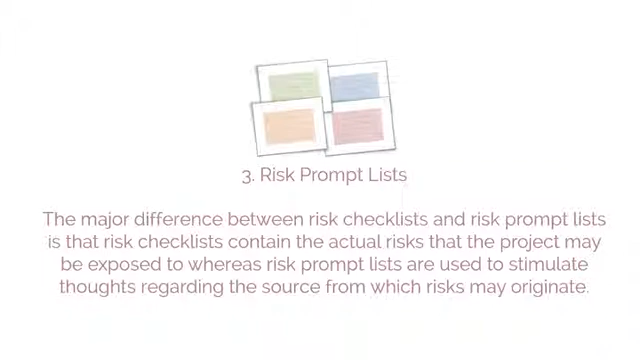 3. Risk Prompt Lists
The major difference between risk checklists and risk prompt lists
is that risk checklists contain the actual risks that the project may
be exposed to whereas risk prompt lists are used to stimulate
thoughts regarding the source from which risks may originate.